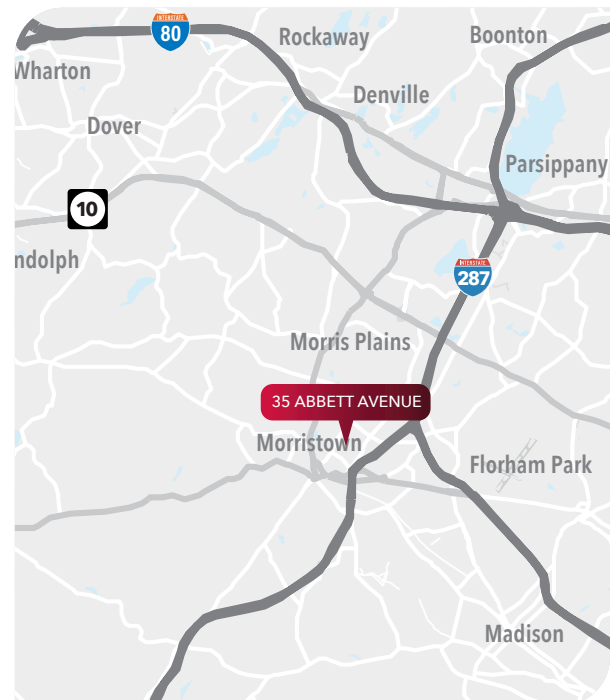 INTERSTATE
80
Rockaway
Boonton
Wharton
Denville
Dover
Parsippany
10
ndolph
INTERSTATE
287
Morris Plains
35 ABBETT AVENUE
Morristown
Florham Park
Madison